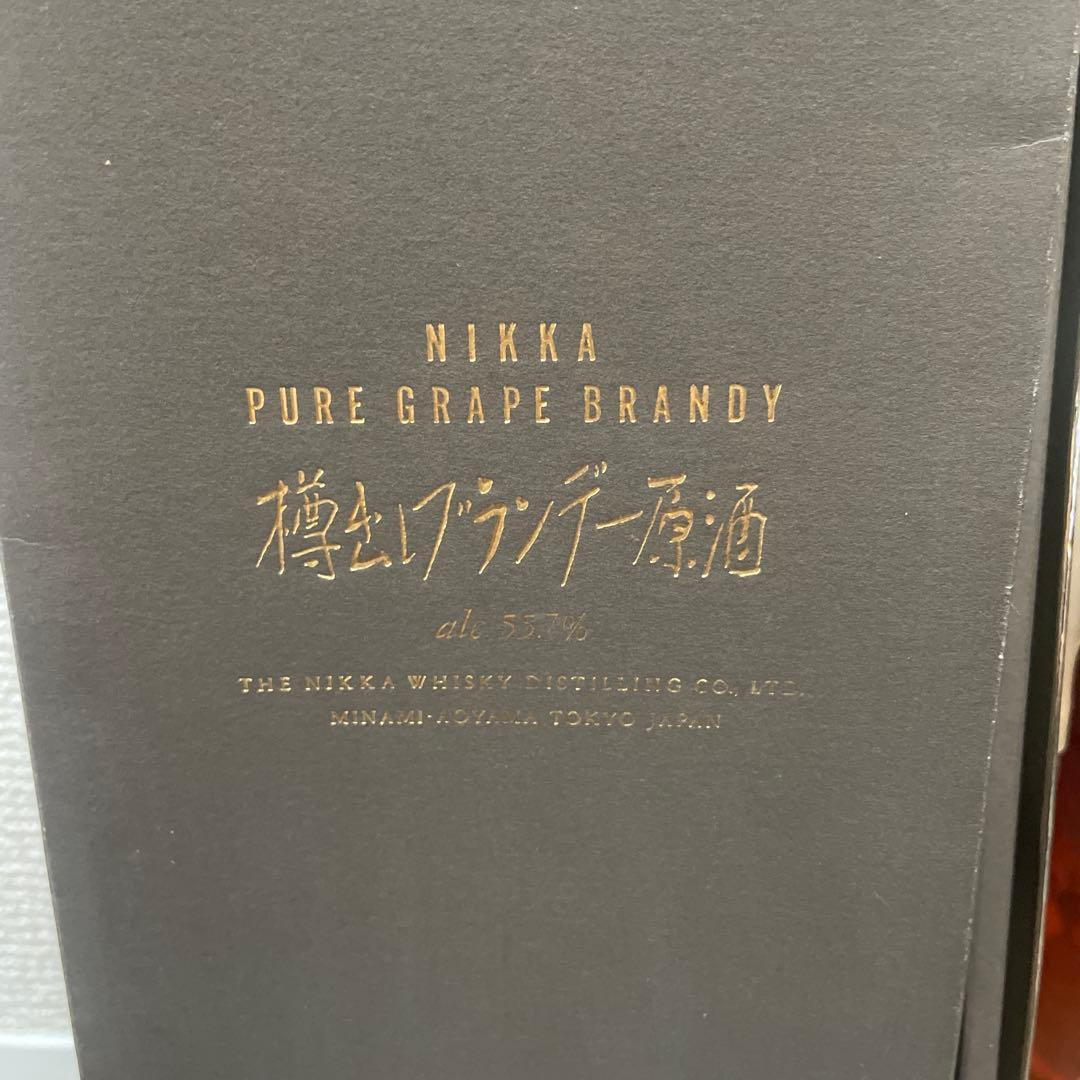 NIKKA
PURE GRAPE BRANDY
樽出しブランデー原酒
alc 55.7%
THE NIKKA WHISKY DISTILLING CO., LTD.
MINAMI-AOYAMA TOKYO JAPAN